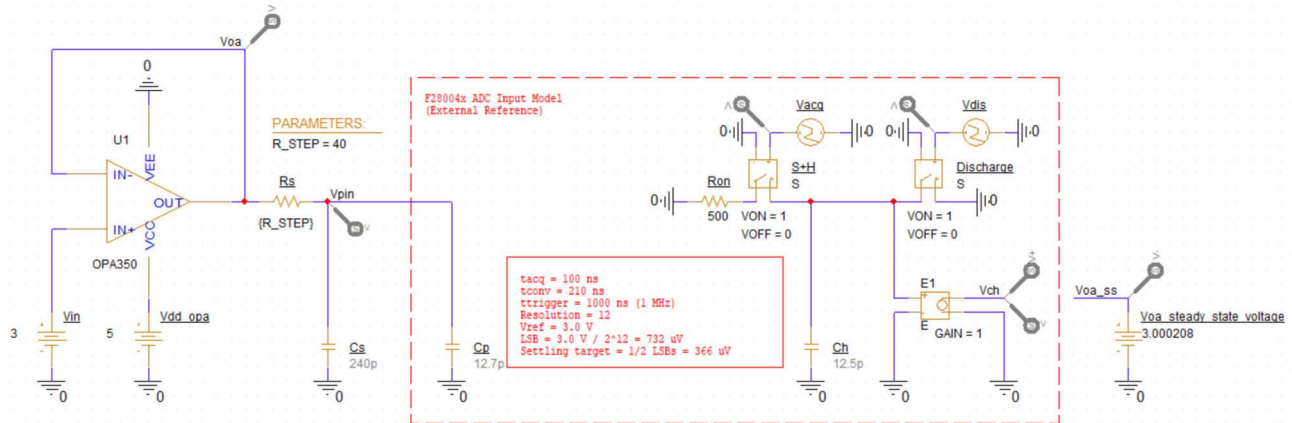 Voa
0
U1
IN-
VEE
OUT
IN+
VCC
OPA350
3
Vin
5
Vdd_opa
0
0
PARAMETERS:
R_STEP = 40
Rs
{R_STEP}
Vpin
V
V
Cs
240p
0
Cp
12.7p
0
F28004x ADC Input Model
(External Reference)
Ron
500
0
Vacq
0
0
S+H
S
VON = 1
VOFF = 0
Vdis
0
0
Discharge
S
0
VON = 1
VOFF = 0
tacq = 100 ns
tconv = 210 ns
ttrigger = 1000 ns (1 MHz)
Resolution = 12
Vref = 3.0 V
LSB = 3.0 V / 2^12 = 732 uV
Settling target = 1/2 LSBs = 366 uV
Ch
12.5p
0
E1
E
GAIN = 1
Vch
0
0
Voa_ss
Voa_steady_state_voltage
3.000208
0